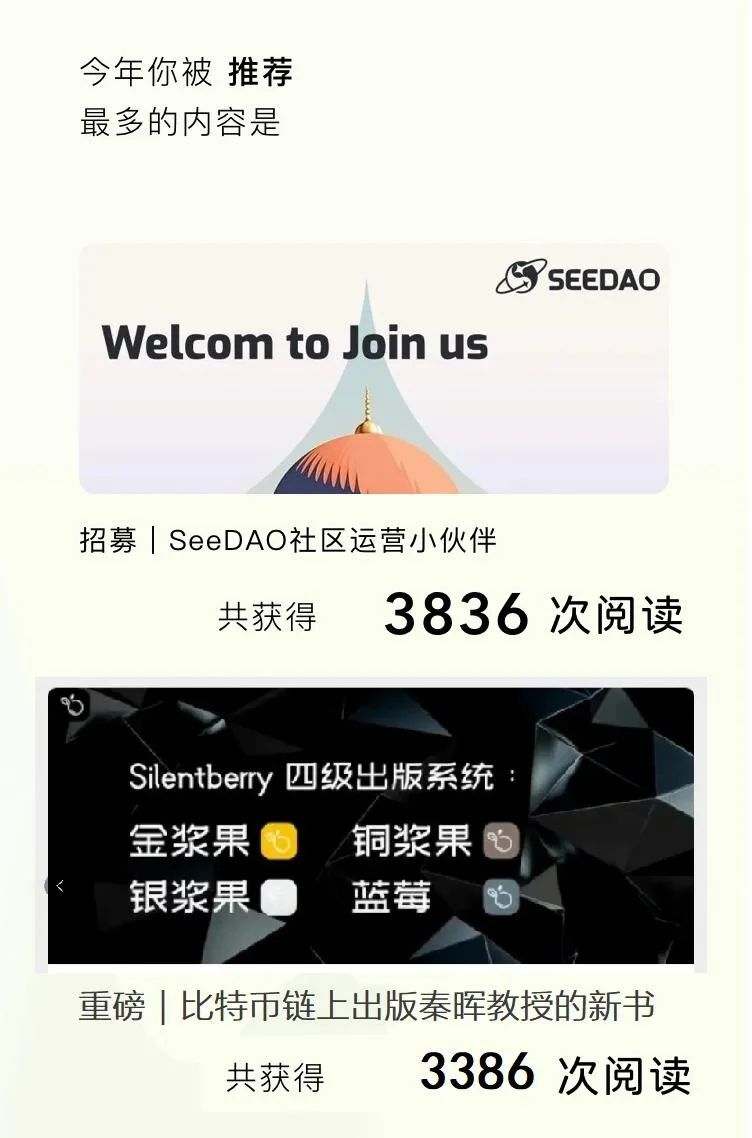 今年你被 推荐
最多的内容是
SEEDAO
Welcom to Join us
招募｜SeeDAO社区运营小伙伴
共获得 3836 次阅读
Silentberry 四级出版系统：
金浆果 铜浆果
银浆果 蓝莓
重磅｜比特币链上出版秦晖教授的新书
共获得 3386 次阅读